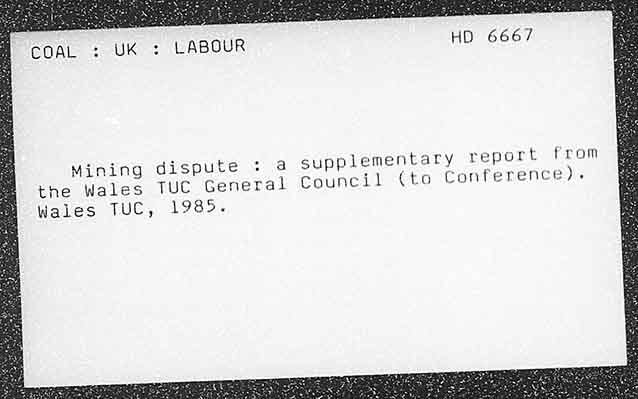 COAL : UK : LABOUR HD 6667
Mining dispute : a supplementary report from
the Wales TUC General Council (to Conference).
Wales TUC, 1985.